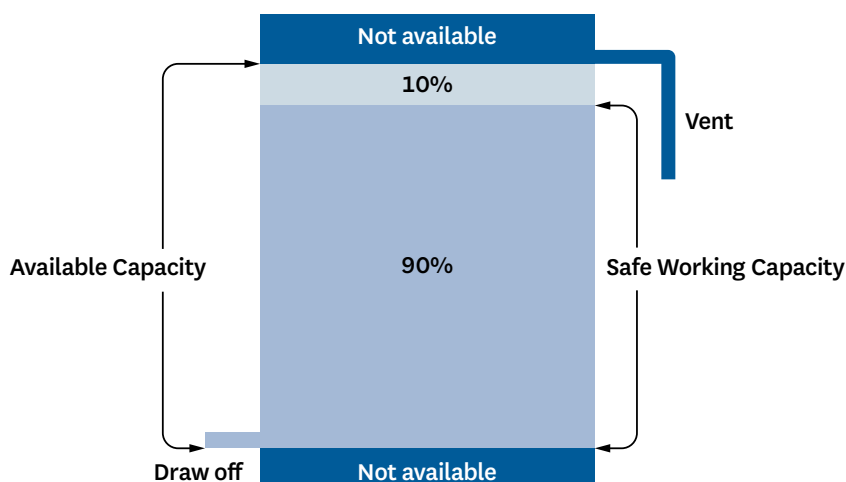 Not available
10%
Vent
90%
Available Capacity
Safe Working Capacity
Draw off
Not available